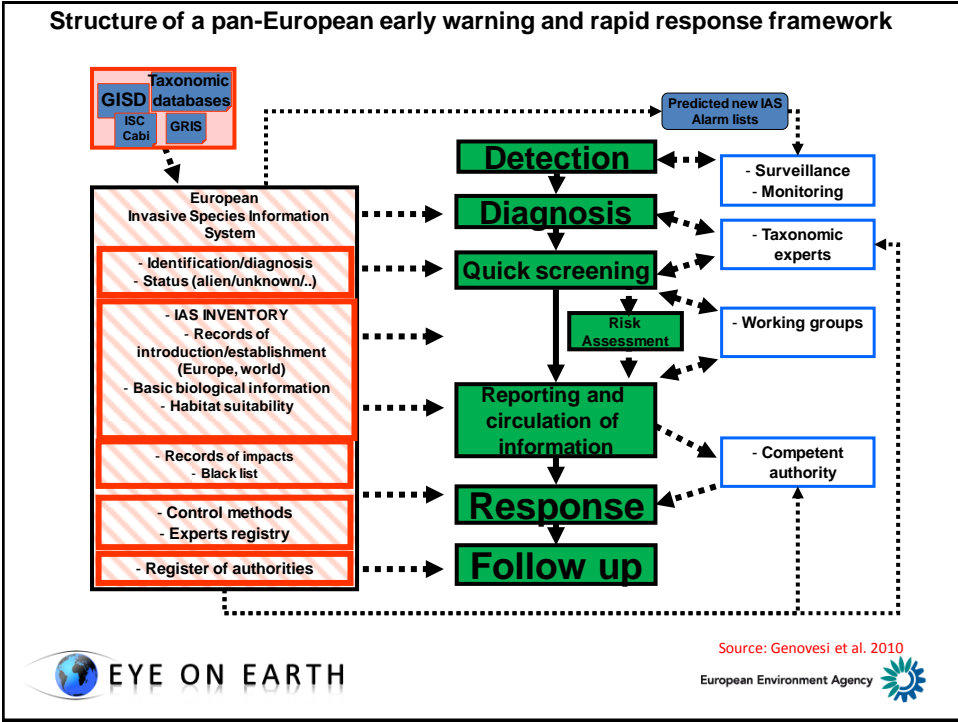 Structure of a pan-European early warning and rapid response framework
GISD
Taxonomic
databases
ISC
Cabi
GRIS
Predicted new IAS
Alarm lists
European
Invasive Species Information
System
- Identification/diagnosis
- Status (alien/unknown/..)
- IAS INVENTORY
- Records of
introduction/establishment
(Europe, world)
- Basic biological information
- Habitat suitability
- Records of impacts
- Black list
- Control methods
- Experts registry
- Register of authorities
Detection
Diagnosis
Quick screening
Risk
Assessment
Reporting and
circulation of
information
Response
Follow up
- Surveillance
- Monitoring
- Taxonomic
experts
- Working groups
- Competent
authority
Source: Genovesi et al. 2010
EYE ON EARTH
European Environment Agency